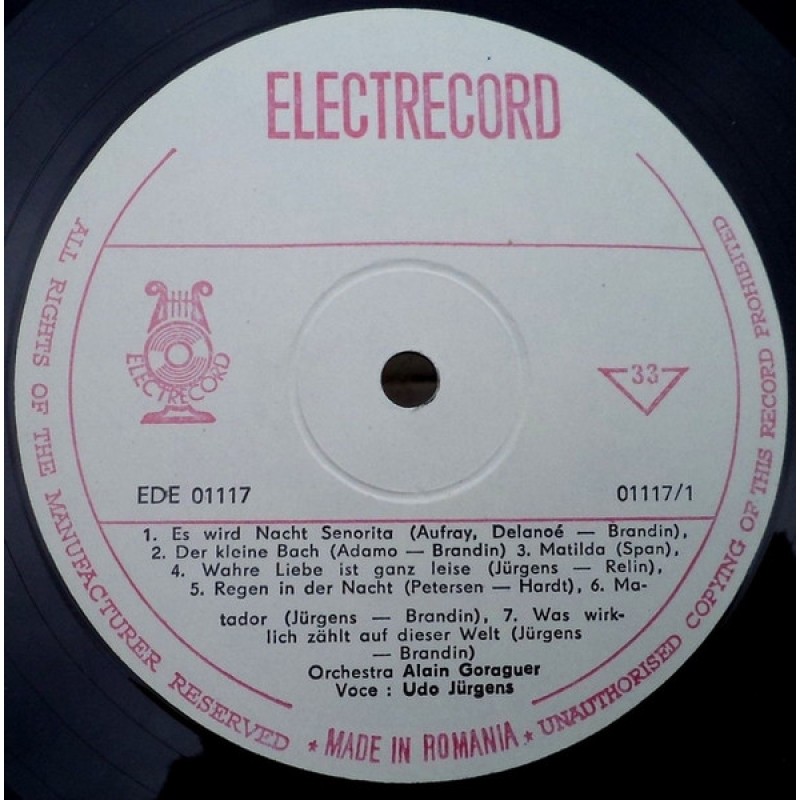 ELECTRECORD
ELECTRECORD
33
EDE 01117
01117/1
1. Es wird Nacht Senorita (Aufray, Delanoé — Brandin),
2. Der kleine Bach (Adamo — Brandin) 3. Matilda (Span),
4. Wahre Liebe ist ganz leise (Jürgens — Relin),
5. Regen in der Nacht (Petersen — Hardt), 6. Ma-
tador (Jürgens — Brandin), 7. Was wirk-
lich zählt auf dieser Welt (Jürgens
— Brandin)
Orchestra Alain Goraguer
Voce : Udo Jürgens
ALL RIGHTS OF THE MANUFACTURER RESERVED * MADE IN ROMANIA * UNAUTHORISED COPYING OF THIS RECORD PROHIBITED